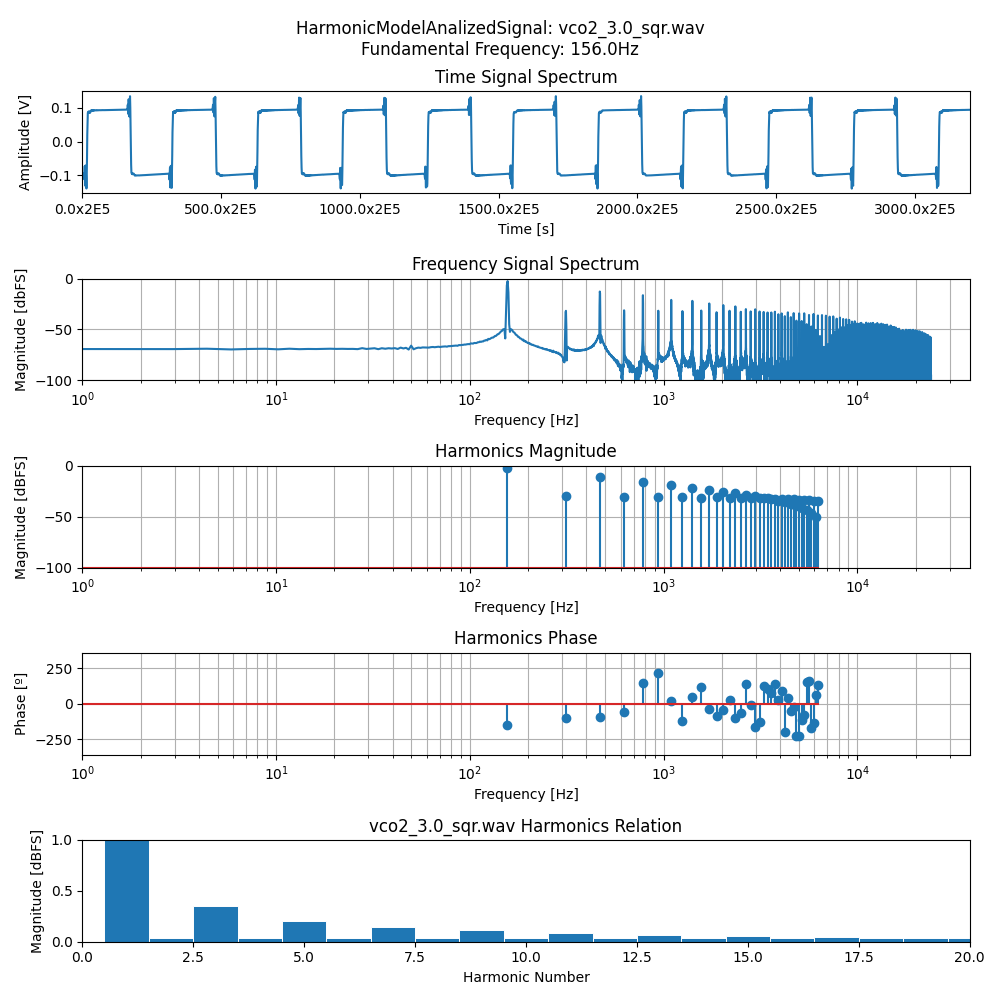 HarmonicModelAnalizedSignal: vco2_3.0_sqr.wav
Fundamental Frequency: 156.0Hz
Time Signal Spectrum
Amplitude [V]
0.1
0.0
−0.1
0.0x2E5 500.0x2E5 1000.0x2E5 1500.0x2E5 2000.0x2E5 2500.0x2E5 3000.0x2E5
Time [s]
Frequency Signal Spectrum
Magnitude [dbFS]
0
−50
−100
10^0 10^1 10^2 10^3 10^4
Frequency [Hz]
Harmonics Magnitude
Magnitude [dBFS]
0
−50
−100
10^0 10^1 10^2 10^3 10^4
Frequency [Hz]
Harmonics Phase
Phase [º]
250
0
−250
10^0 10^1 10^2 10^3 10^4
Frequency [Hz]
vco2_3.0_sqr.wav Harmonics Relation
Magnitude [dBFS]
1.0
0.5
0.0
0.0 2.5 5.0 7.5 10.0 12.5 15.0 17.5 20.0
Harmonic Number